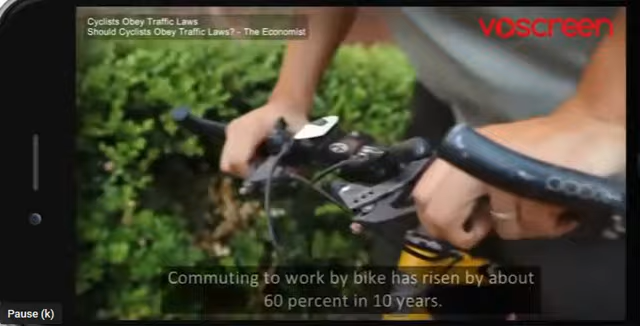 Cyclists Obey Traffic Laws
Should Cyclists Obey Traffic Laws? - The Economist
voscreen
Commuting to work by bike has risen by about
60 percent in 10 years.
Pause (k)